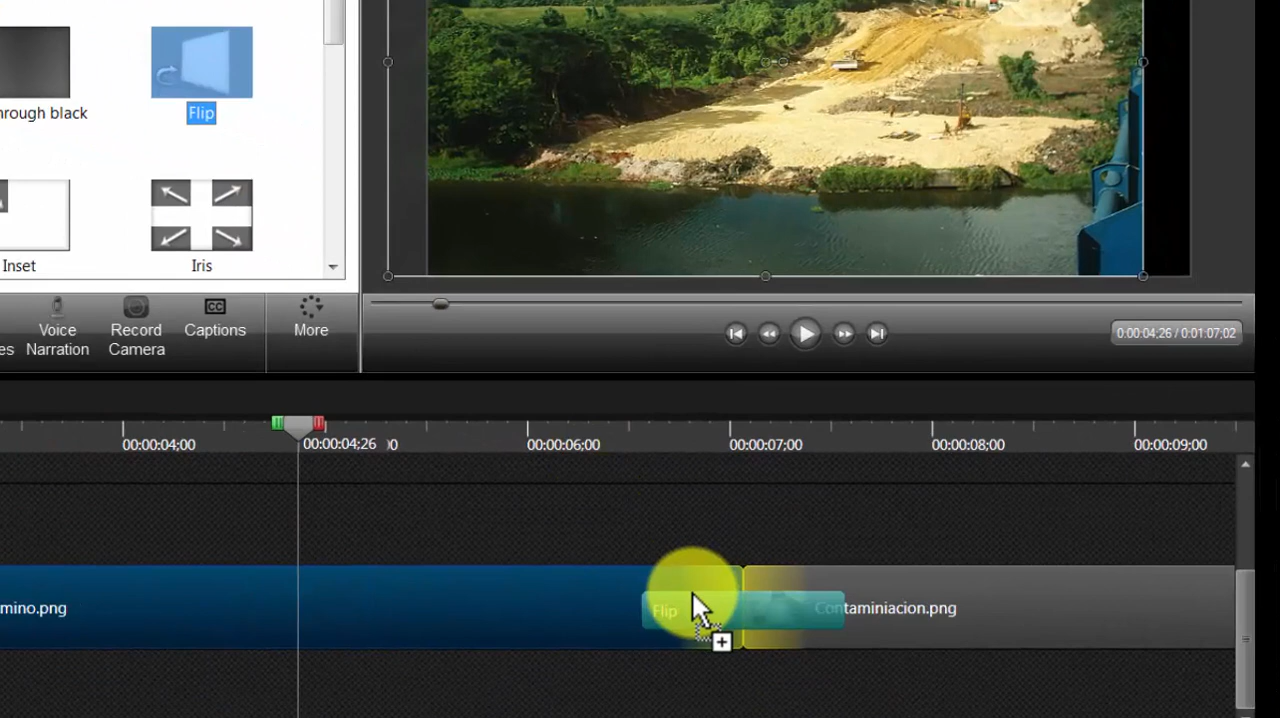 hrough black
Flip
Inset
Iris
es
Voice
Narration
Record
Camera
CC
Captions
More
0:00:04;26 / 0:01:07;02
00:00:04;00
00:00:04;26
00:00:06;00
00:00:07;00
00:00:08;00
00:00:09;00
mino.png
Flip
Contaminiacion.png